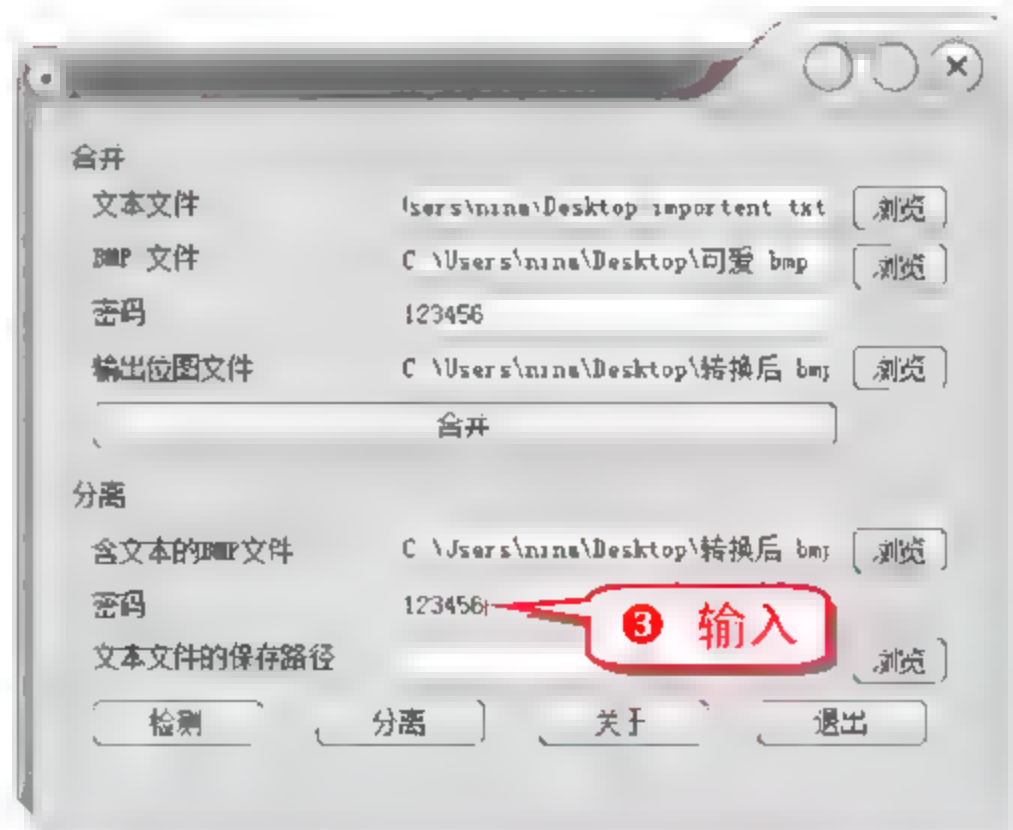 合并
文本文件 Isers\nina\Desktop importent txt 浏览
BMP 文件 C \Users\nina\Desktop\可爱 bmp 浏览
密码 123456
输出位图文件 C \Users\nina\Desktop\转换后 bmp 浏览
合并
分离
含文本的BMP文件 C \Users\nina\Desktop\转换后 bmp 浏览
密码 123456
❸ 输入
文本文件的保存路径 浏览
检测 分离 关于 退出